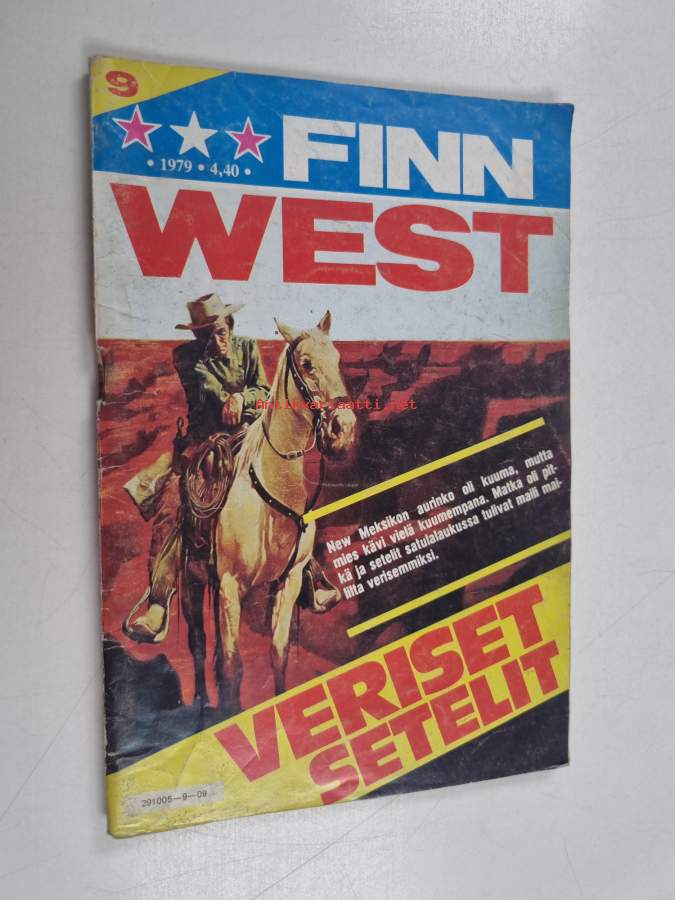 9
• 1979 • 4,40 •
FINN
WEST
Antikvariaatti.net
New Meksikon aurinko oli kuuma, mutta
mies kävi vielä kuumempana. Matka oli pit-
kä ja setelit satulalaukussa tulivat maili mai-
lilta verisemmiksi.
VERISET
SETELIT
291005—9—09